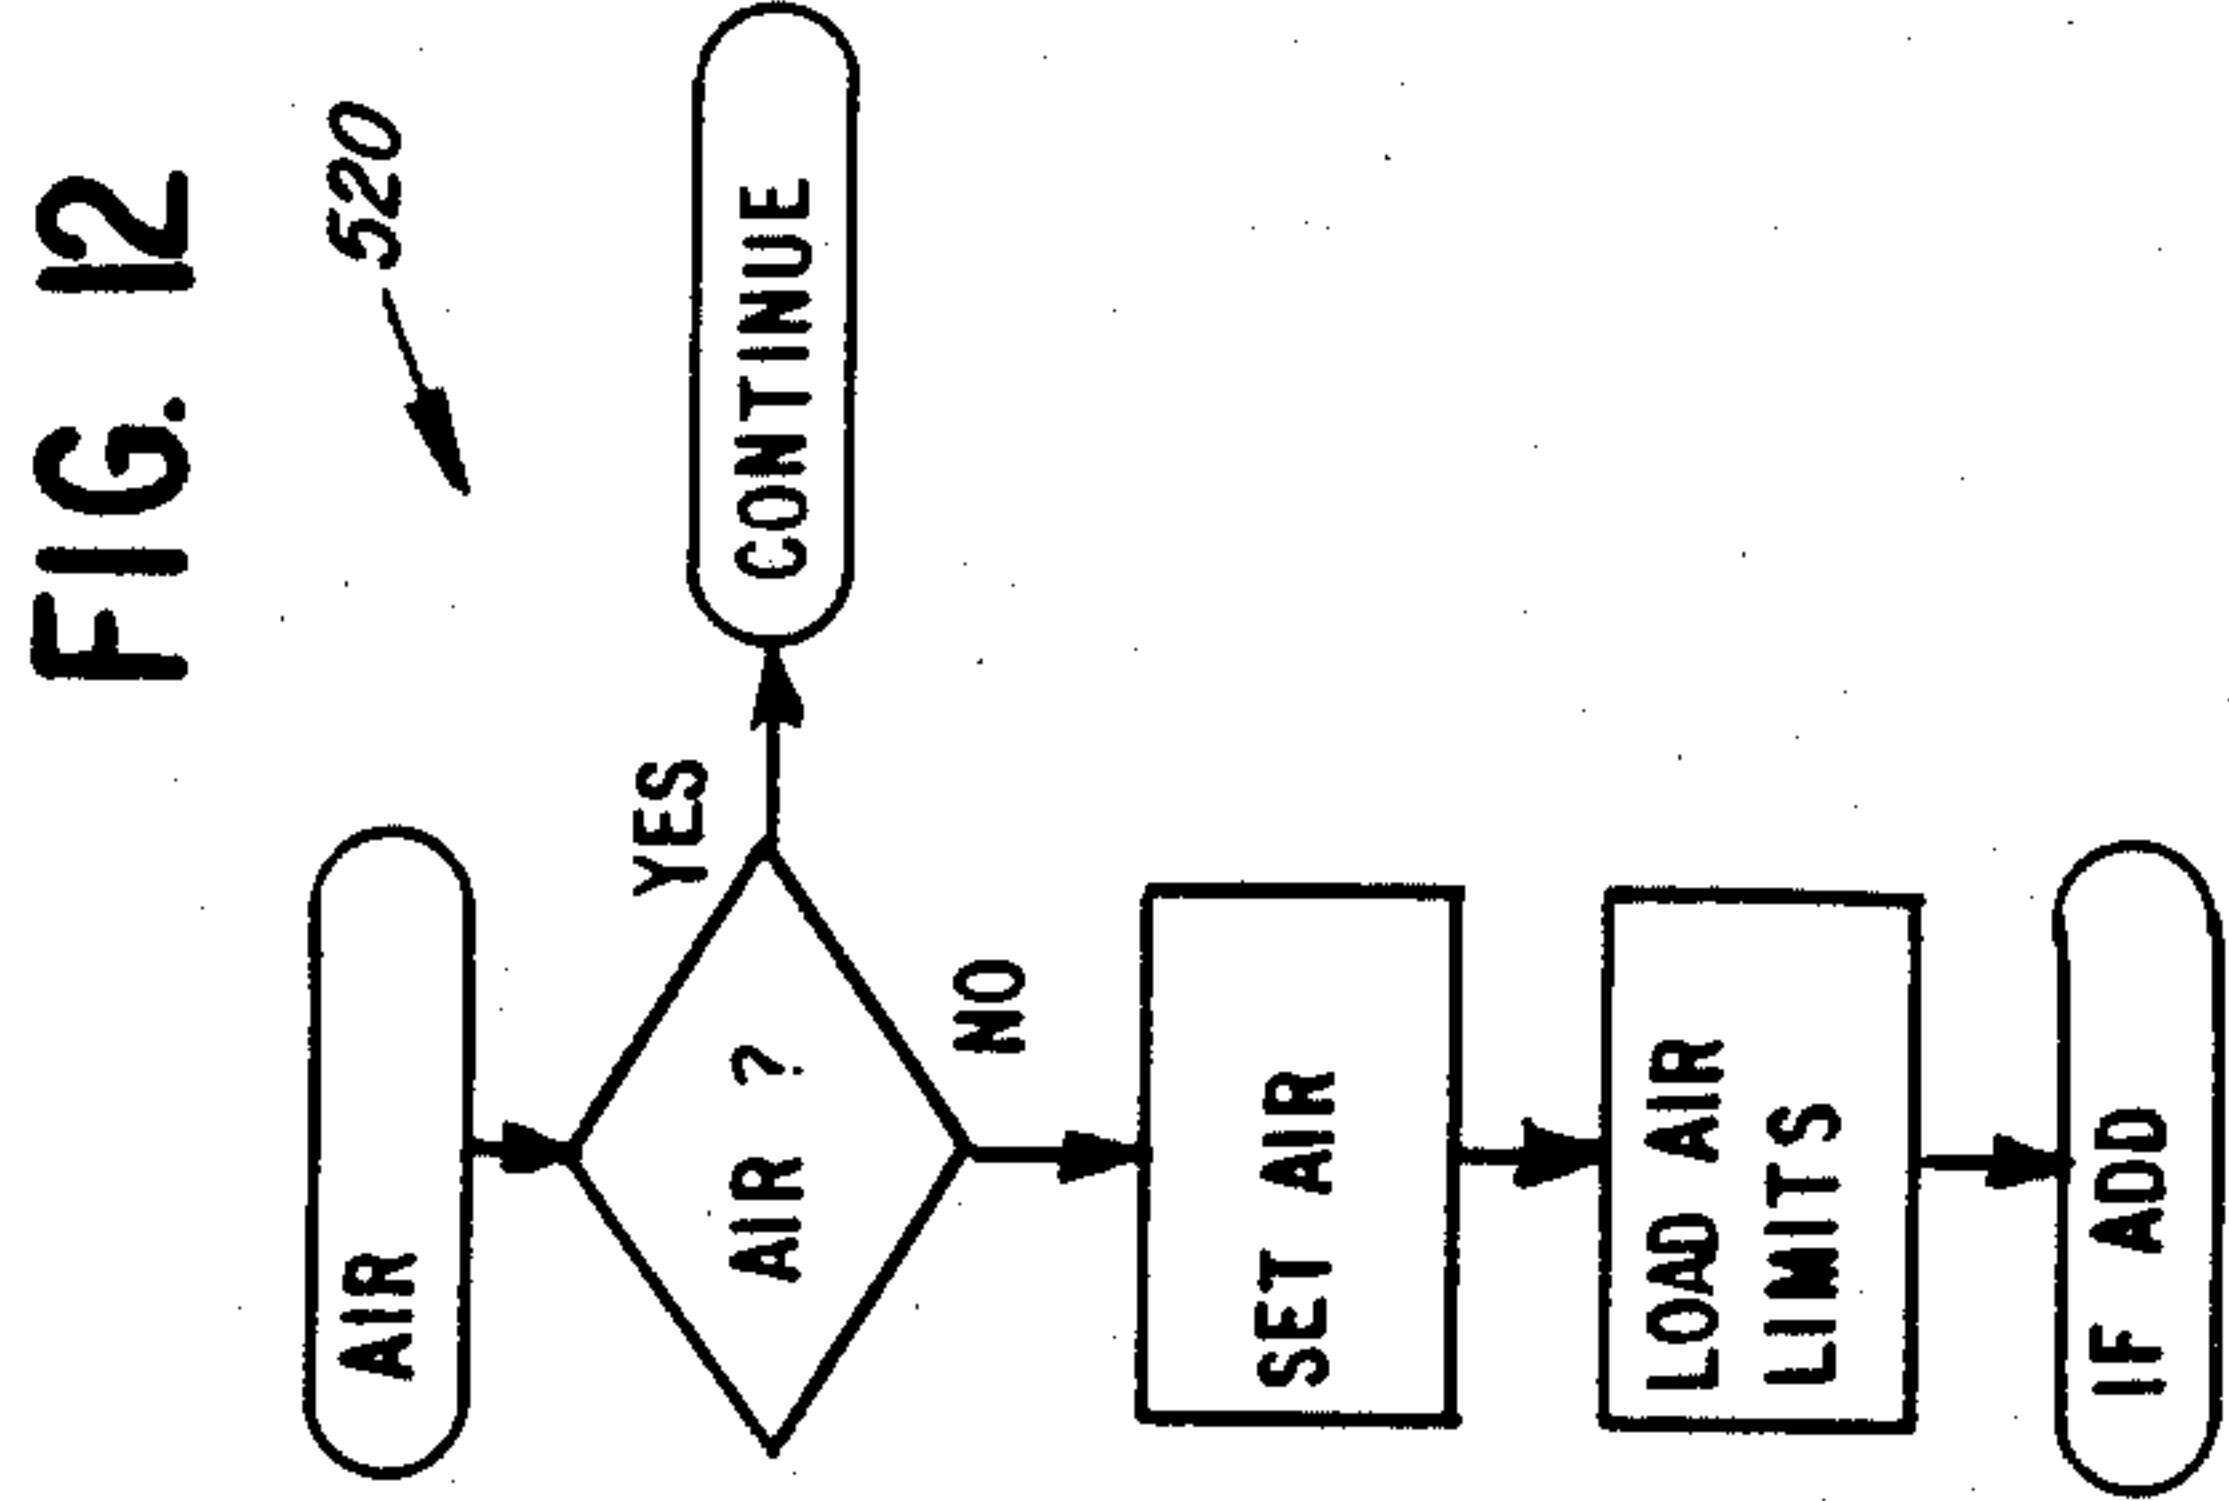 FIG. 12
520
AIR
AIR ?
YES
CONTINUE
NO
SET AIR
LOAD AIR
LIMITS
IF ADD